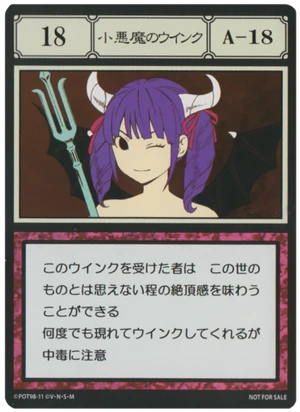 18
小悪魔のウインク
A-18
このウインクを受けた者は この世の
ものとは思えない程の絶頂感を味わう
ことができる
何度でも現れてウインクしてくれるが
中毒に注意
©POT98-11 ©V・N・S・M
NOT FOR SALE